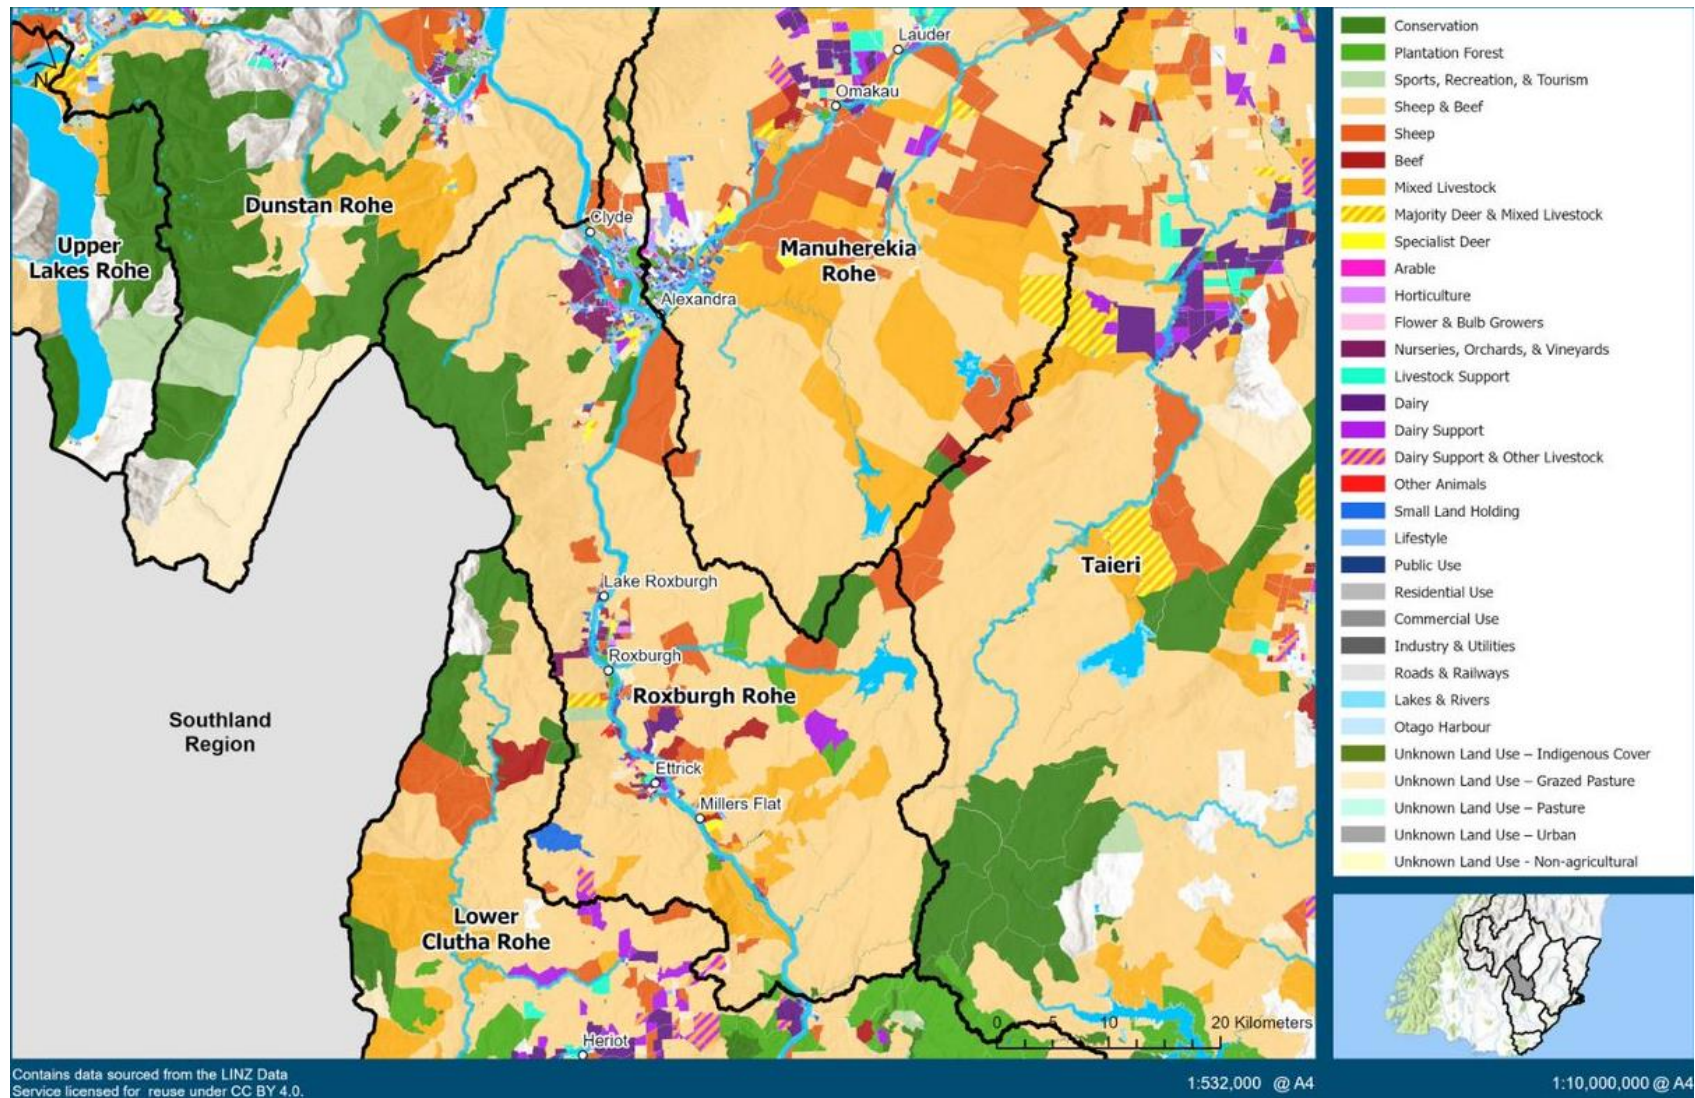 Lauder
Omakau
N
Dunstan Rohe
Clyde
Upper
Lakes Rohe
Manuherekia
Rohe
Alexandra
Taieri
Lake Roxburgh
Roxburgh
Roxburgh Rohe
Southland
Region
Ettrick
Millers Flat
Lower
Clutha Rohe
Heriot
0 5 10 20 Kilometers
Contains data sourced from the LINZ Data
Service licensed for reuse under CC BY 4.0.
1:532,000 @ A4
Conservation
Plantation Forest
Sports, Recreation, & Tourism
Sheep & Beef
Sheep
Beef
Mixed Livestock
Majority Deer & Mixed Livestock
Specialist Deer
Arable
Horticulture
Flower & Bulb Growers
Nurseries, Orchards, & Vineyards
Livestock Support
Dairy
Dairy Support
Dairy Support & Other Livestock
Other Animals
Small Land Holding
Lifestyle
Public Use
Residential Use
Commercial Use
Industry & Utilities
Roads & Railways
Lakes & Rivers
Otago Harbour
Unknown Land Use – Indigenous Cover
Unknown Land Use – Grazed Pasture
Unknown Land Use – Pasture
Unknown Land Use – Urban
Unknown Land Use - Non-agricultural
1:10,000,000 @ A4